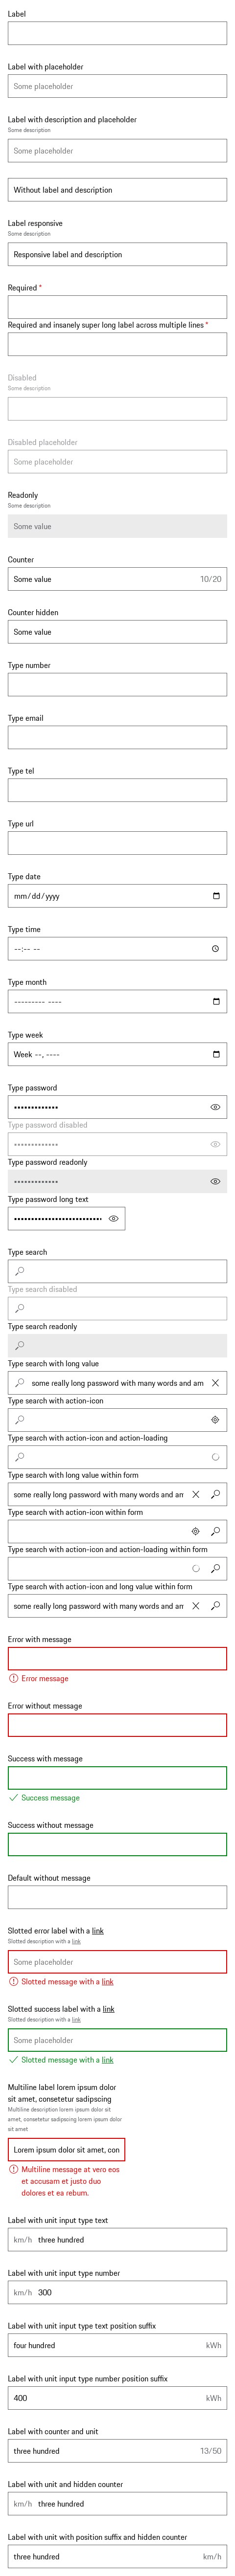 Label
Label with placeholder
Some placeholder
Label with description and placeholder
Some description
Some placeholder
Without label and description
Label responsive
Some description
Responsive label and description
Required *
Required and insanely super long label across multiple lines *
Disabled
Some description
Disabled placeholder
Some placeholder
Readonly
Some description
Some value
Counter
Some value 10/20
Counter hidden
Some value
Type number
Type email
Type tel
Type url
Type date
mm/dd/yyyy
Type time
--:-- --
Type month
--------- ----
Type week
Week --, ----
Type password
•••••••••••••
Type password disabled
•••••••••••••
Type password readonly
•••••••••••••
Type password long text
••••••••••••••••••••••••••
Type search
Type search disabled
Type search readonly
Type search with long value
some really long password with many words and am
Type search with action-icon
Type search with action-icon and action-loading
Type search with long value within form
some really long password with many words and am
Type search with action-icon within form
Type search with action-icon and action-loading within form
Type search with action-icon and long value within form
some really long password with many words and am
Error with message
Error message
Error without message
Success with message
Success message
Success without message
Default without message
Slotted error label with a link
Slotted description with a link
Some placeholder
Slotted message with a link
Slotted success label with a link
Slotted description with a link
Some placeholder
Slotted message with a link
Multiline label lorem ipsum dolor
sit amet, consetetur sadipscing
Multiline description lorem ipsum dolor sit
amet, consetetur sadipscing lorem ipsum dolor
sit amet
Lorem ipsum dolor sit amet, con
Multiline message at vero eos
et accusam et justo duo
dolores et ea rebum.
Label with unit input type text
km/h three hundred
Label with unit input type number
km/h 300
Label with unit input type text position suffix
four hundred kWh
Label with unit input type number position suffix
400 kWh
Label with counter and unit
three hundred 13/50
Label with unit and hidden counter
km/h three hundred
Label with unit with position suffix and hidden counter
three hundred km/h